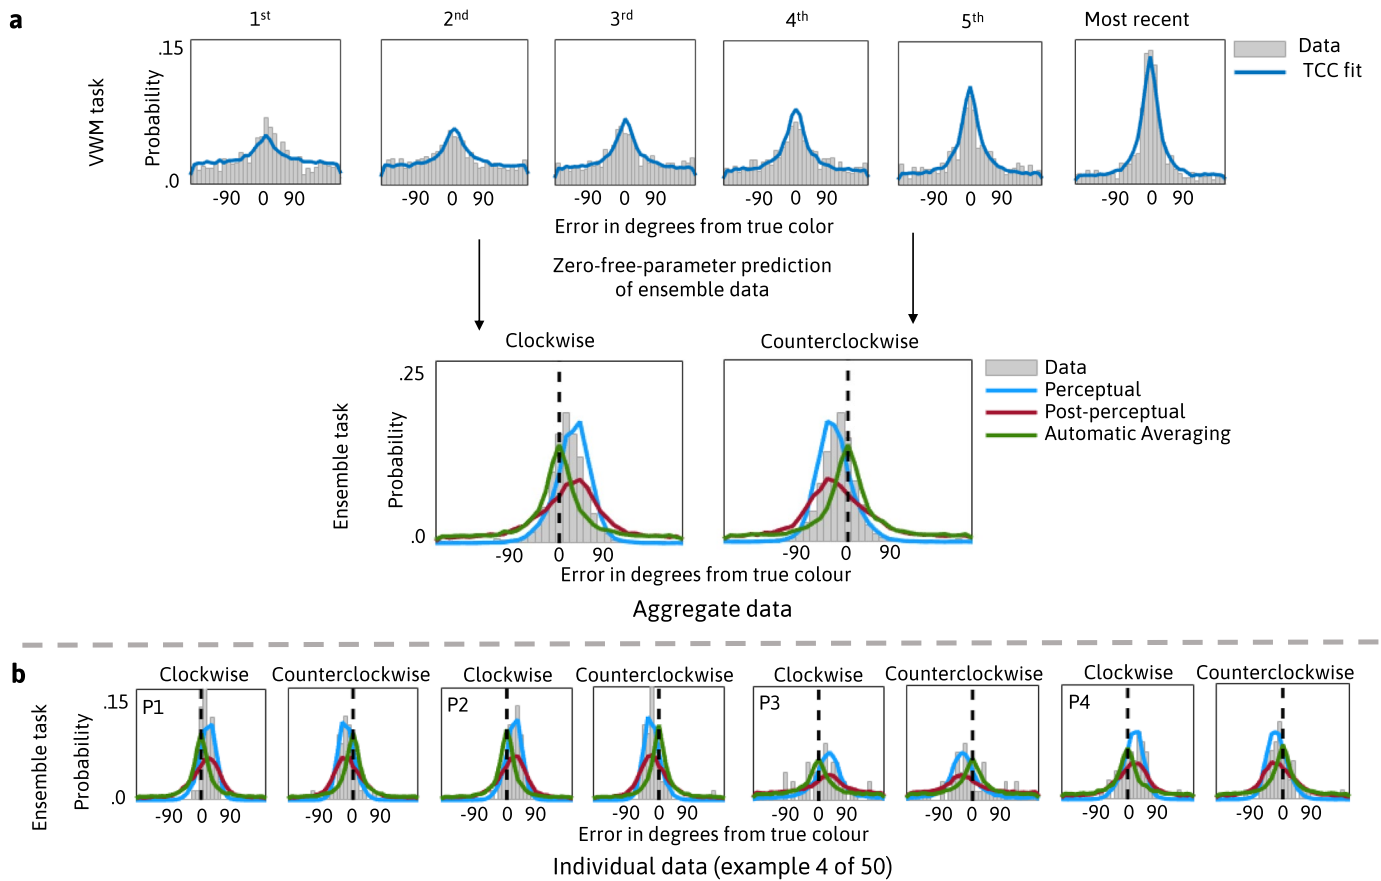 a
1st
2nd
3rd
4th
5th
Most recent
Data
TCC fit
VWM task
Probability
.15
.0
-90 0 90
-90 0 90
-90 0 90
-90 0 90
-90 0 90
-90 0 90
Error in degrees from true color
Zero-free-parameter prediction
of ensemble data
Clockwise
Counterclockwise
Data
Perceptual
Post-perceptual
Automatic Averaging
Ensemble task
Probability
.25
.0
-90 0 90
-90 0 90
Error in degrees from true colour
Aggregate data
b
Clockwise
Counterclockwise
Clockwise
Counterclockwise
Clockwise
Counterclockwise
Clockwise
Counterclockwise
Ensemble task
Probability
.15
.0
P1
P2
P3
P4
-90 0 90
-90 0 90
-90 0 90
-90 0 90
-90 0 90
-90 0 90
-90 0 90
-90 0 90
Error in degrees from true colour
Individual data (example 4 of 50)